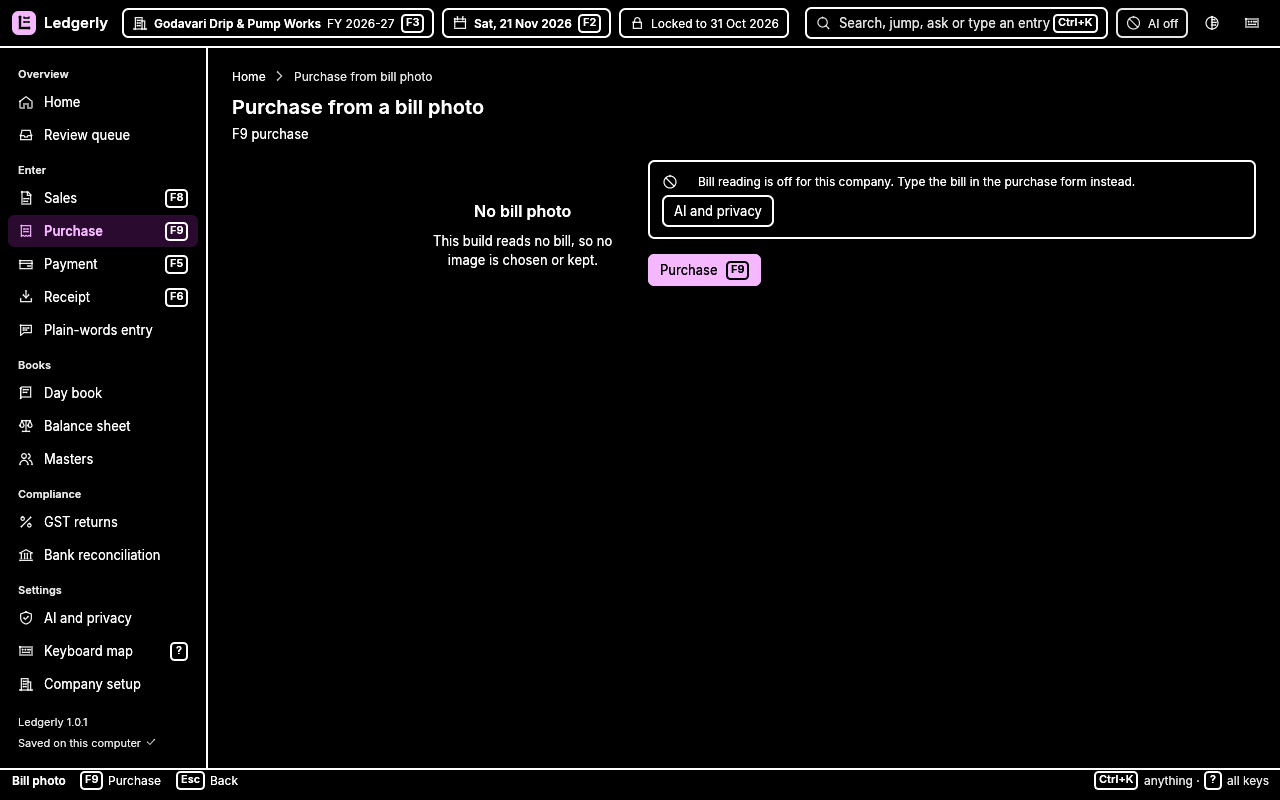 Ledgerly
Godavari Drip & Pump Works FY 2026-27 F3
Sat, 21 Nov 2026 F2
Locked to 31 Oct 2026
Search, jump, ask or type an entry Ctrl+K
AI off
Overview
Home
Review queue
Enter
Sales F8
Purchase F9
Payment F5
Receipt F6
Plain-words entry
Books
Day book
Balance sheet
Masters
Compliance
GST returns
Bank reconciliation
Settings
AI and privacy
Keyboard map ?
Company setup
Ledgerly 1.0.1
Saved on this computer
Home Purchase from bill photo
Purchase from a bill photo
F9 purchase
No bill photo
This build reads no bill, so no
image is chosen or kept.
Bill reading is off for this company. Type the bill in the purchase form instead.
AI and privacy
Purchase F9
Bill photo F9 Purchase Esc Back
Ctrl+K anything · ? all keys